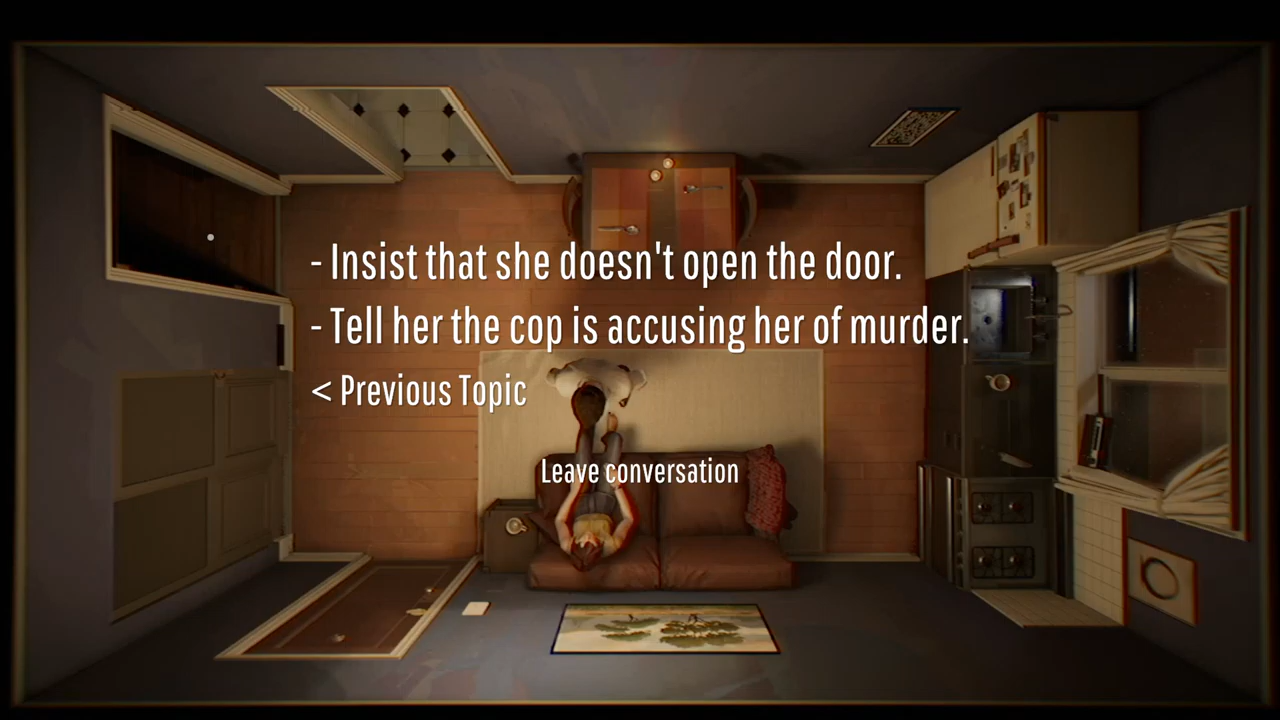 - Insist that she doesn't open the door.
- Tell her the cop is accusing her of murder.
< Previous Topic
Leave conversation